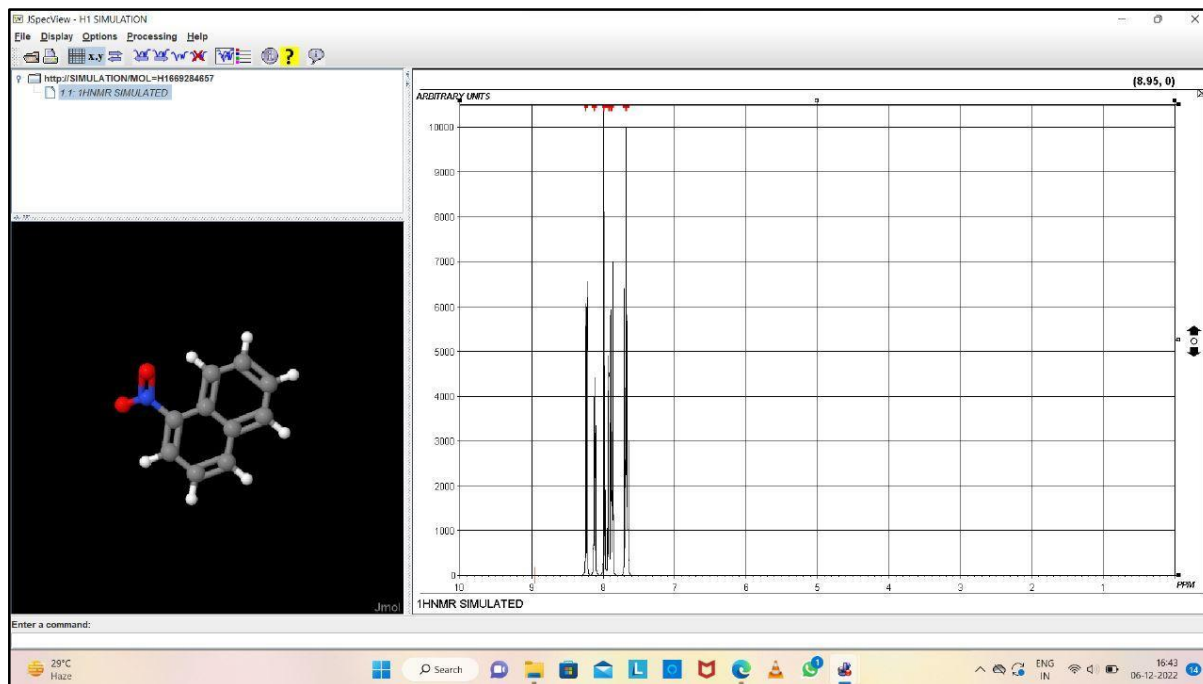 JSpecView - H1 SIMULATION
File Display Options Processing Help
x,y
http://SIMULATION/MOL=H1669284657
1.1: 1HNMR SIMULATED
(8.95, 0)
ARBITRARY UNITS
10000
9000
8000
7000
6000
5000
4000
3000
2000
1000
0
10 9 8 7 6 5 4 3 2 1 PPM
1HNMR SIMULATED
Jmol
Enter a command:
29°C
Haze
Search
L
1
ENG
IN
16:43
06-12-2022
14